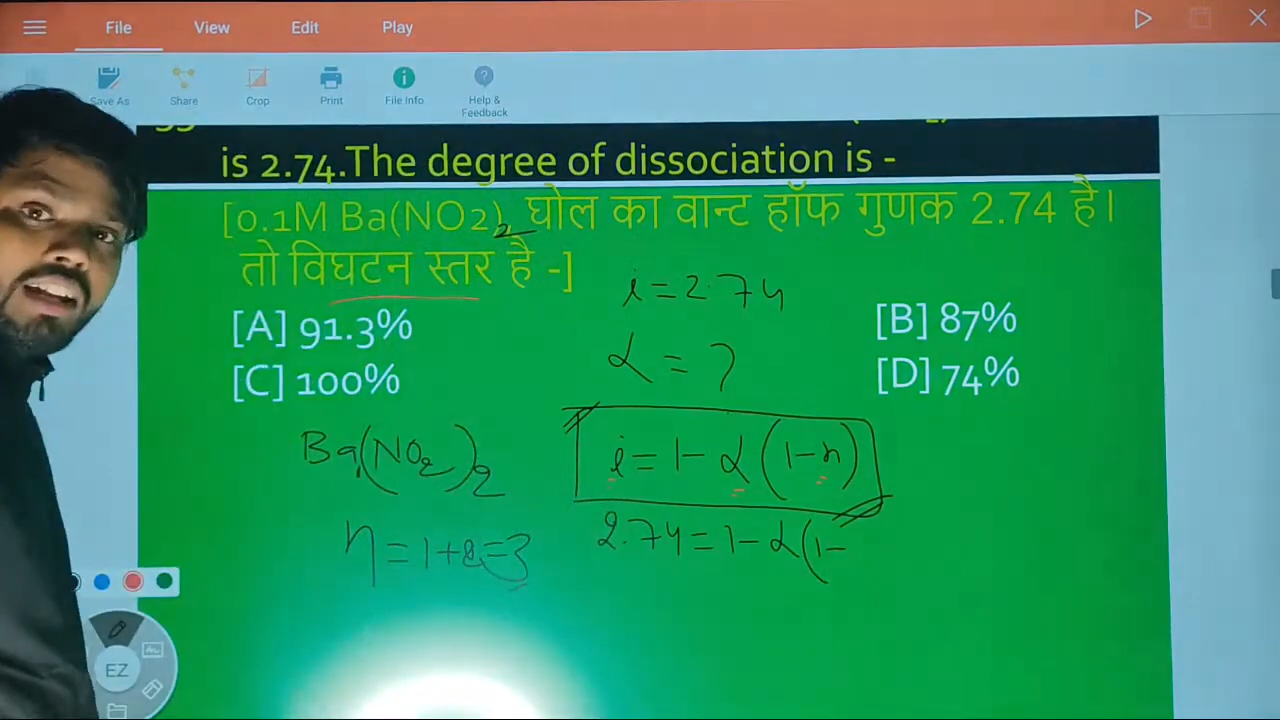 File View Edit Play
Save As Share Crop Print File Info Help & Feedback
is 2.74.The degree of dissociation is -
[0.1M Ba(NO2)2 घोल का वान्ट हॉफ गुणक 2.74 है।
तो विघटन स्तर है -]
i=2.74
[A] 91.3% [B] 87%
α = ?
[C] 100% [D] 74%
Ba(NO2)2
i=1-α(1-n)
n=1+2=3
2.74=1-α(1-
EZ